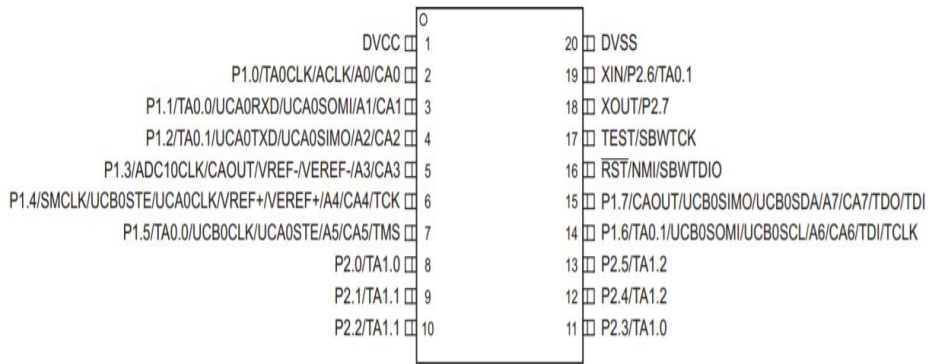 DVCC 1 20 DVSS
P1.0/TA0CLK/ACLK/A0/CA0 2 19 XIN/P2.6/TA0.1
P1.1/TA0.0/UCA0RXD/UCA0SOMI/A1/CA1 3 18 XOUT/P2.7
P1.2/TA0.1/UCA0TXD/UCA0SIMO/A2/CA2 4 17 TEST/SBWTCK
P1.3/ADC10CLK/CAOUT/VREF-/VEREF-/A3/CA3 5 16 RST/NMI/SBWTDIO
P1.4/SMCLK/UCB0STE/UCA0CLK/VREF+/VEREF+/A4/CA4/TCK 6 15 P1.7/CAOUT/UCB0SIMO/UCB0SDA/A7/CA7/TDO/TDI
P1.5/TA0.0/UCB0CLK/UCA0STE/A5/CA5/TMS 7 14 P1.6/TA0.1/UCB0SOMI/UCB0SCL/A6/CA6/TDI/TCLK
P2.0/TA1.0 8 13 P2.5/TA1.2
P2.1/TA1.1 9 12 P2.4/TA1.2
P2.2/TA1.1 10 11 P2.3/TA1.0